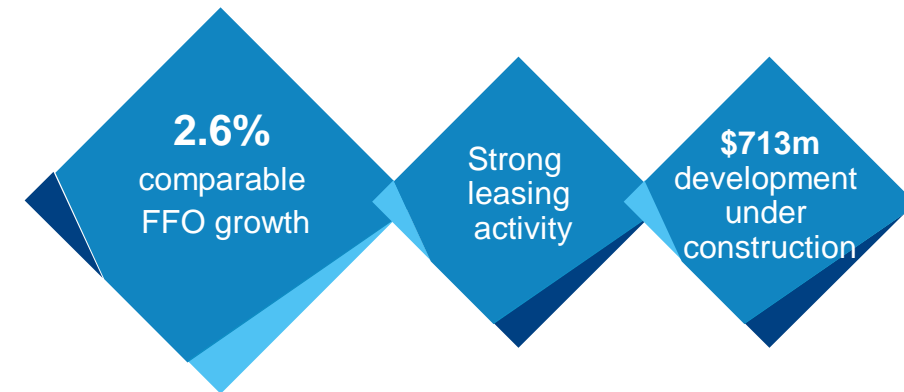 2.6%
comparable
FFO growth
Strong
leasing
activity
$713m
development
under
construction